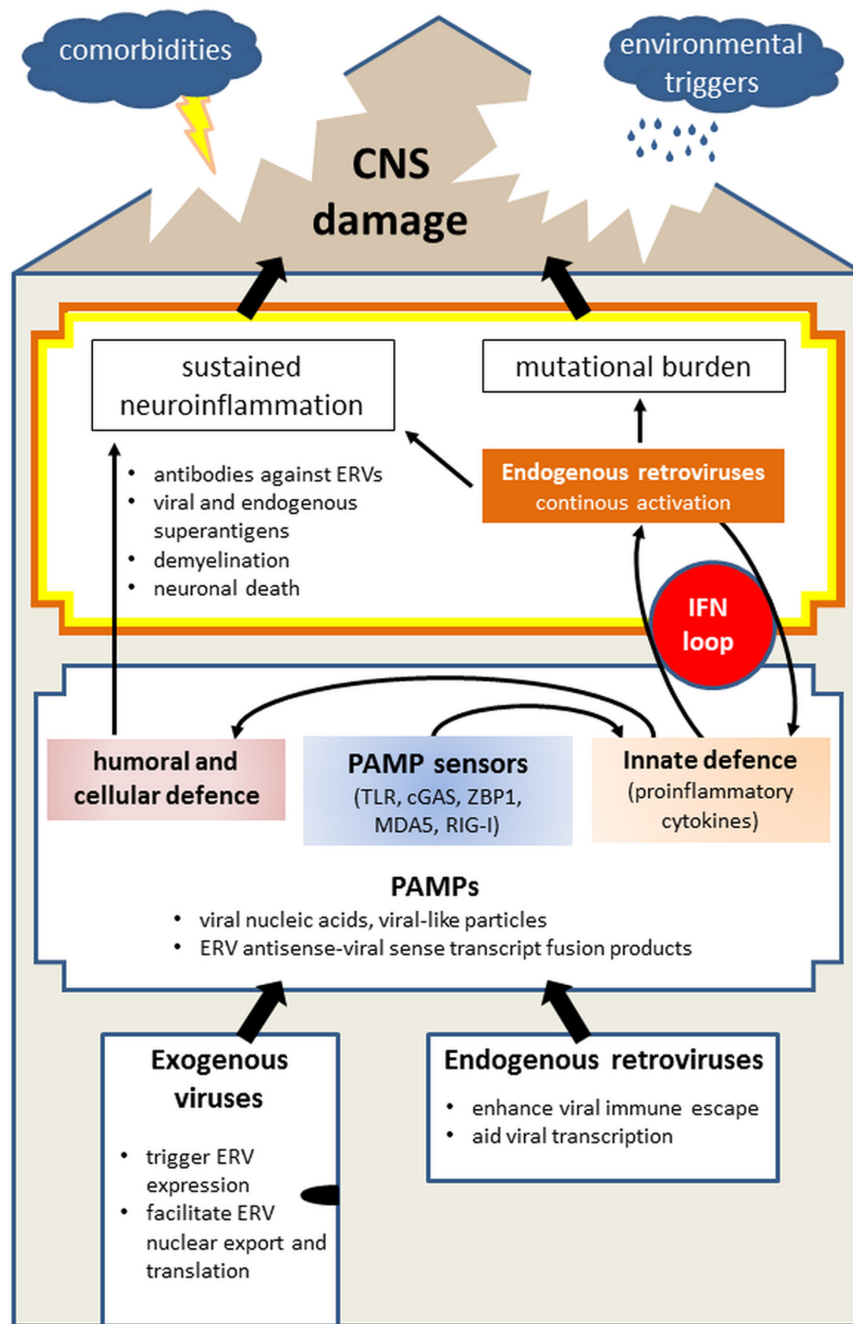 comorbidities
environmental
triggers
CNS
damage
sustained
neuroinflammation
mutational burden
• antibodies against ERVs
• viral and endogenous
superantigens
• demyelination
• neuronal death
Endogenous retroviruses
continous activation
IFN
loop
humoral and
cellular defence
PAMP sensors
(TLR, cGAS, ZBP1,
MDA5, RIG-I)
Innate defence
(proinflammatory
cytokines)
PAMPs
• viral nucleic acids, viral-like particles
• ERV antisense-viral sense transcript fusion products
Exogenous
viruses
• trigger ERV
expression
• facilitate ERV
nuclear export and
translation
Endogenous retroviruses
• enhance viral immune escape
• aid viral transcription